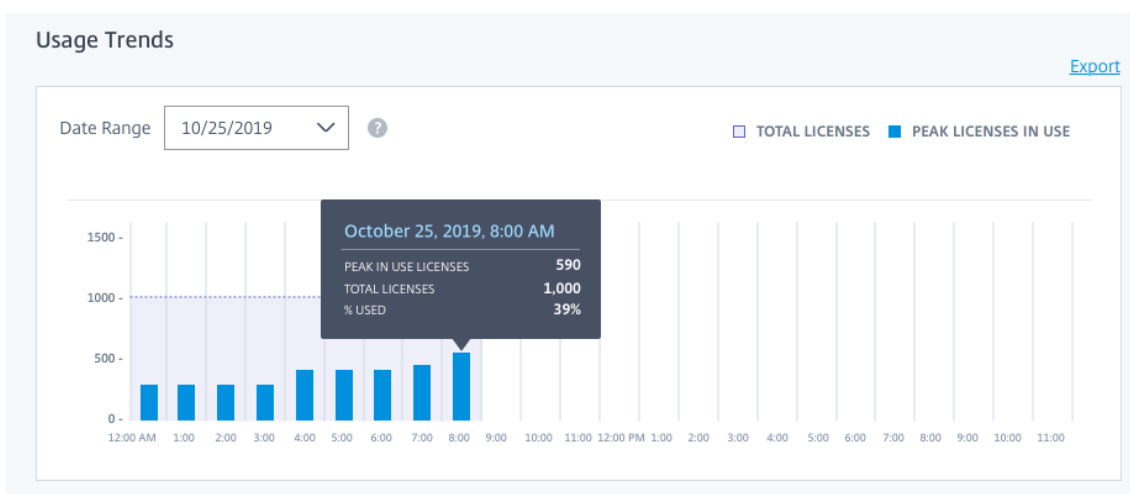 Usage Trends
Export
Date Range 10/25/2019 ?
TOTAL LICENSES PEAK LICENSES IN USE
October 25, 2019, 8:00 AM
PEAK IN USE LICENSES 590
TOTAL LICENSES 1,000
% USED 39%
1500 -
1000 -
500 -
0 -
12:00 AM 1:00 2:00 3:00 4:00 5:00 6:00 7:00 8:00 9:00 10:00 11:00 12:00 PM 1:00 2:00 3:00 4:00 5:00 6:00 7:00 8:00 9:00 10:00 11:00